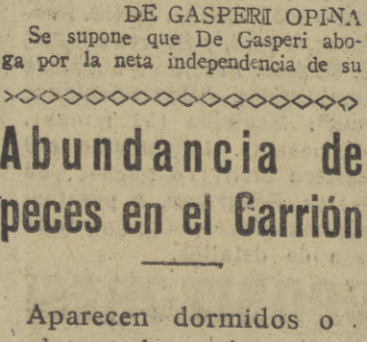 DE GASPERI OPINA
Se supone que De Gasperi abo-
ga por la neta independencia de su
Abundancia de
peces en el Carrión
Aparecen dormidos o